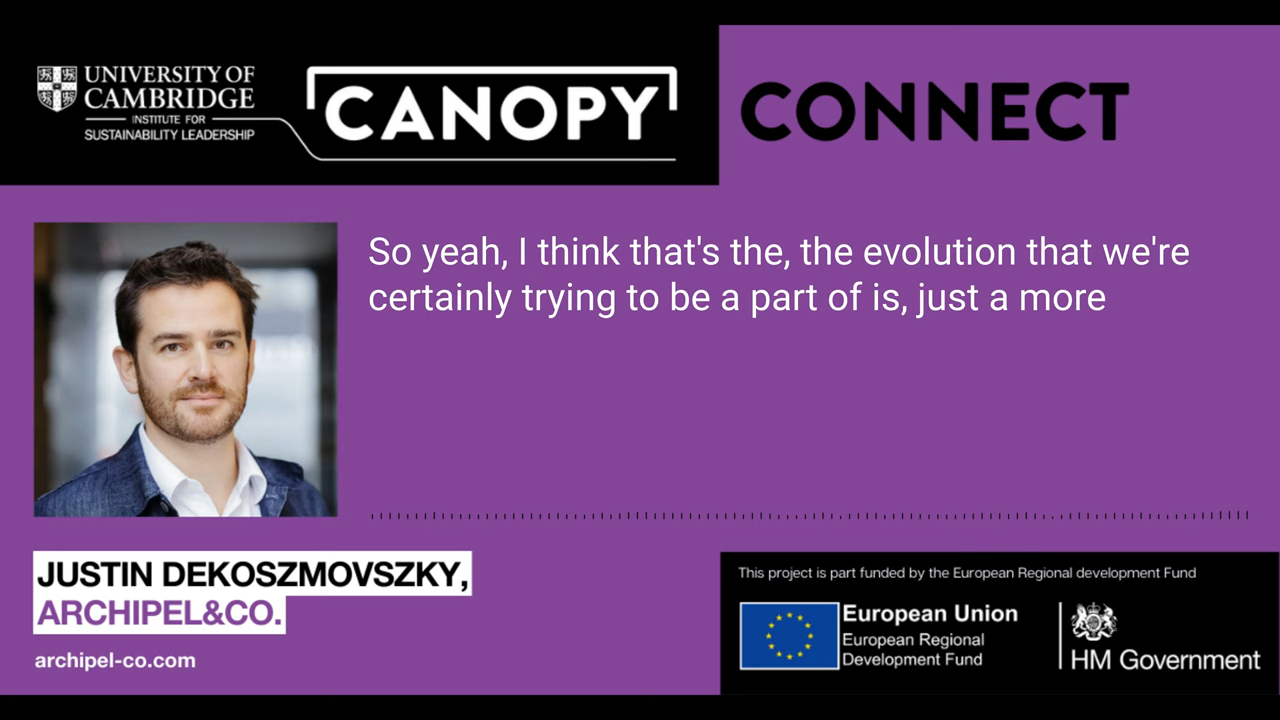 UNIVERSITY OF
CAMBRIDGE
INSTITUTE FOR
SUSTAINABILITY LEADERSHIP
CANOPY
CONNECT
So yeah, I think that's the, the evolution that we're
certainly trying to be a part of is, just a more
JUSTIN DEKOSZMOVSZKY,
ARCHIPEL&CO.
archipel-co.com
This project is part funded by the European Regional development Fund
European Union
European Regional
Development Fund
HM Government